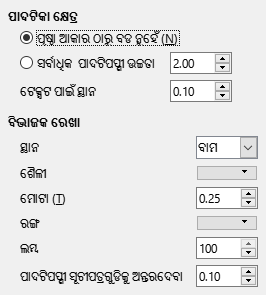 ପାଦଟିକା କ୍ଷେତ୍ର
ପୃଷ୍ଠା ଆକାର ଠାରୁ ବଡ ନୁହେଁ (N)
ସର୍ବାଧିକ ପାଦଟିପ୍ପଣୀ ଉଚ୍ଚତା 2.00
ଟେକ୍ସଟ ପାଇଁ ସ୍ଥାନ 0.10
ବିଭାଜକ ରେଖା
ସ୍ଥାନ ବାମ
ଶୈଳୀ
ମୋଟା (T) 0.25
ରଙ୍ଗ
ଲମ୍ବ 100
ପାଦଟିପ୍ପଣୀ ସୂଚୀପତ୍ରଗୁଡିକୁ ଅନ୍ତରଦେବା 0.10